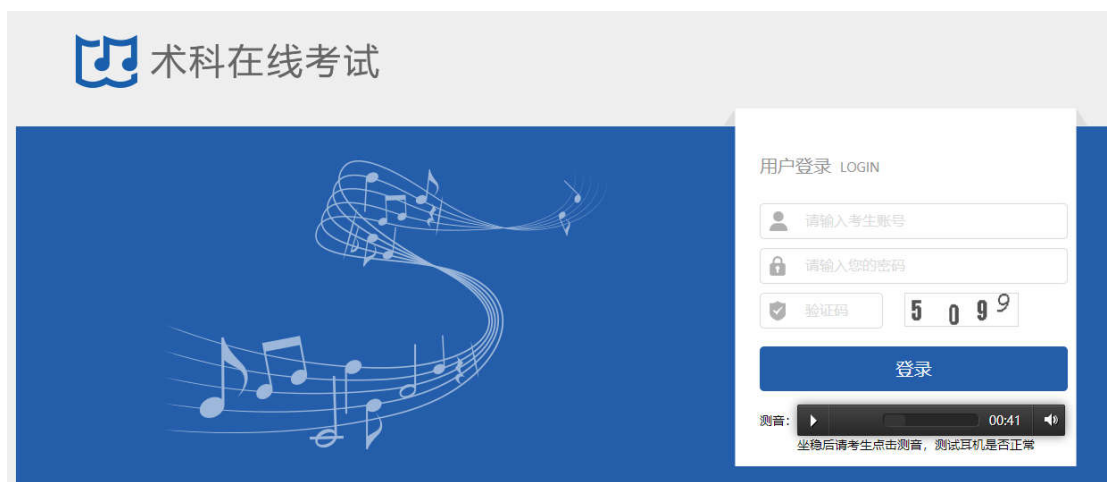 术科在线考试
用户登录 LOGIN
请输入考生账号
请输入您的密码
验证码
5 0 9 9
登录
测音：
00:41
坐稳后请考生点击测音，测试耳机是否正常